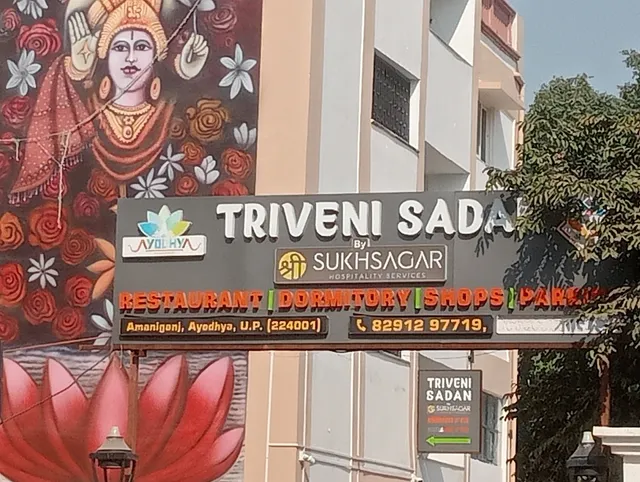 TRIVENI SADA
AYODHYA
By
श्री SUKHSAGAR
HOSPITALITY SERVICES
RESTAURANT | DORMITORY | SHOPS | PARKI
Amaniganj, Ayodhya, U.P. (224001)
82912 97719,
TRIVENI
SADAN
SUKHSAGAR